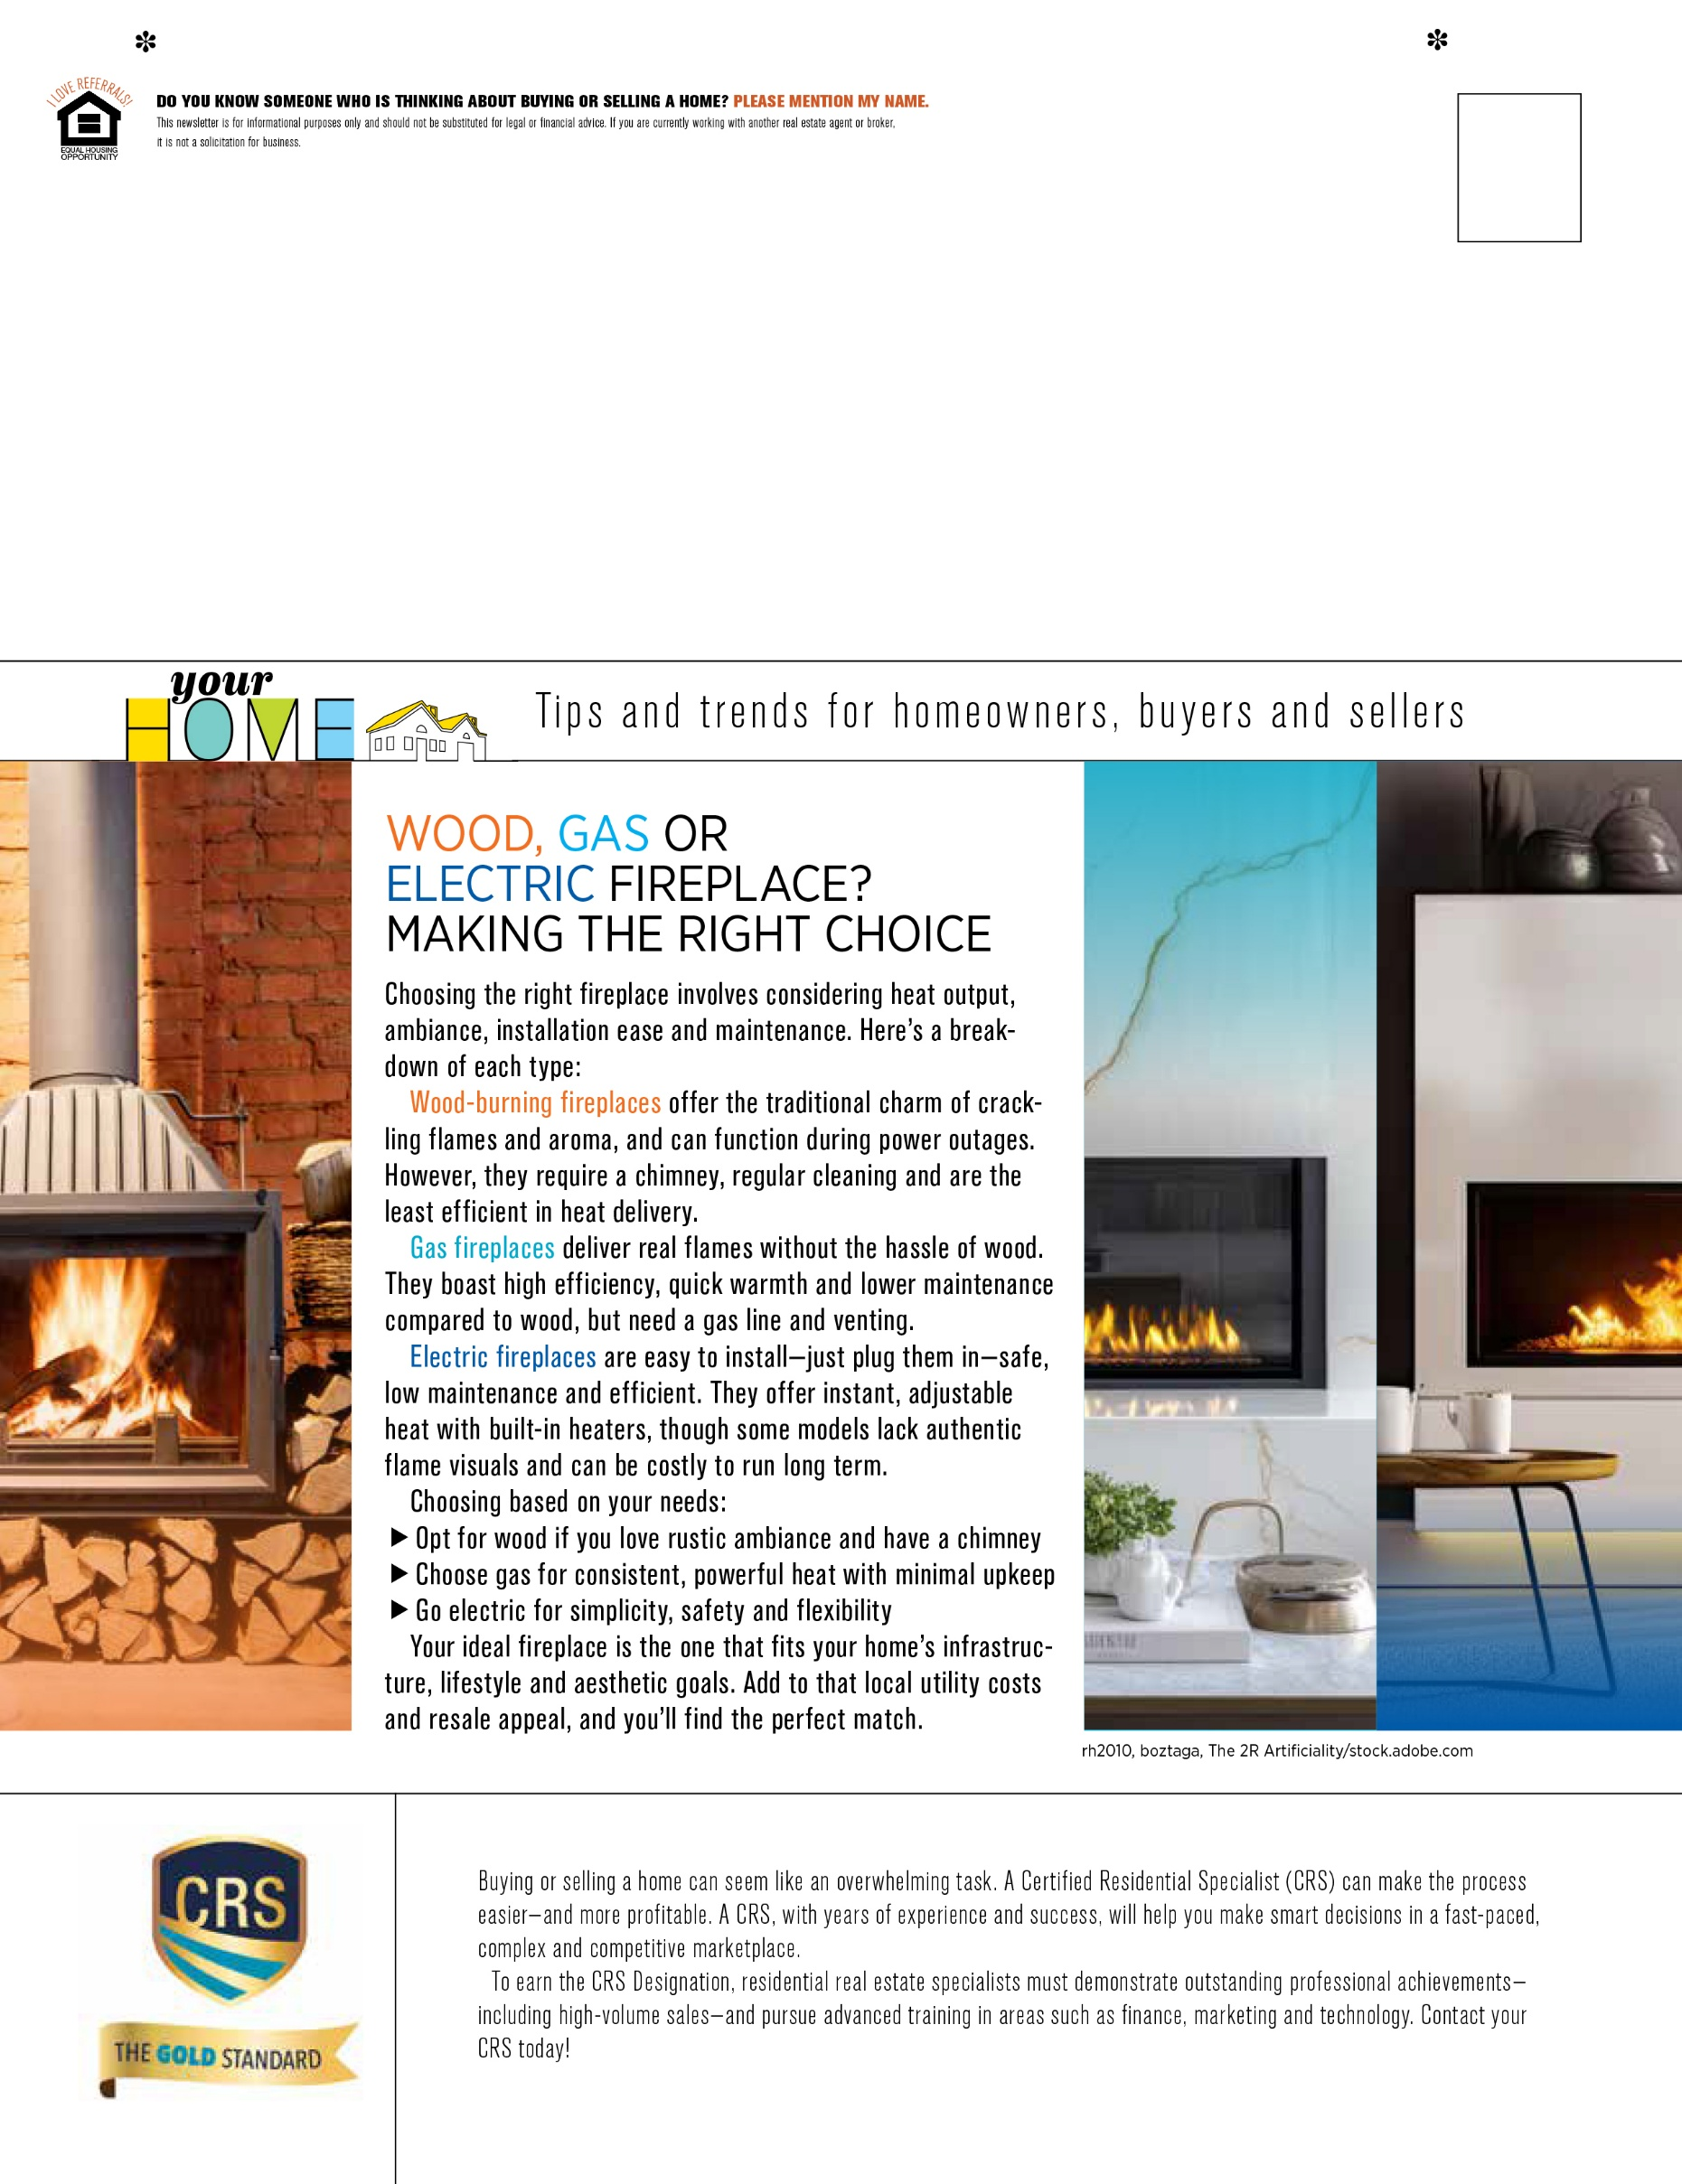 *
*
I LOVE REFERRALS!
EQUAL HOUSING
OPPORTUNITY
DO YOU KNOW SOMEONE WHO IS THINKING ABOUT BUYING OR SELLING A HOME? PLEASE MENTION MY NAME.
This newsletter is for informational purposes only and should not be substituted for legal or financial advice. If you are currently working with another real estate agent or broker,
it is not a solicitation for business.
your
HOME
Tips and trends for homeowners, buyers and sellers
WOOD, GAS OR
ELECTRIC FIREPLACE?
MAKING THE RIGHT CHOICE
Choosing the right fireplace involves considering heat output,
ambiance, installation ease and maintenance. Here’s a break-
down of each type:
Wood-burning fireplaces offer the traditional charm of crack-
ling flames and aroma, and can function during power outages.
However, they require a chimney, regular cleaning and are the
least efficient in heat delivery.
Gas fireplaces deliver real flames without the hassle of wood.
They boast high efficiency, quick warmth and lower maintenance
compared to wood, but need a gas line and venting.
Electric fireplaces are easy to install—just plug them in—safe,
low maintenance and efficient. They offer instant, adjustable
heat with built-in heaters, though some models lack authentic
flame visuals and can be costly to run long term.
Choosing based on your needs:
▶ Opt for wood if you love rustic ambiance and have a chimney
▶ Choose gas for consistent, powerful heat with minimal upkeep
▶ Go electric for simplicity, safety and flexibility
Your ideal fireplace is the one that fits your home’s infrastruc-
ture, lifestyle and aesthetic goals. Add to that local utility costs
and resale appeal, and you’ll find the perfect match.
rh2010, boztaga, The 2R Artificiality/stock.adobe.com
CRS
THE GOLD STANDARD
Buying or selling a home can seem like an overwhelming task. A Certified Residential Specialist (CRS) can make the process
easier—and more profitable. A CRS, with years of experience and success, will help you make smart decisions in a fast-paced,
complex and competitive marketplace.
To earn the CRS Designation, residential real estate specialists must demonstrate outstanding professional achievements—
including high-volume sales—and pursue advanced training in areas such as finance, marketing and technology. Contact your
CRS today!